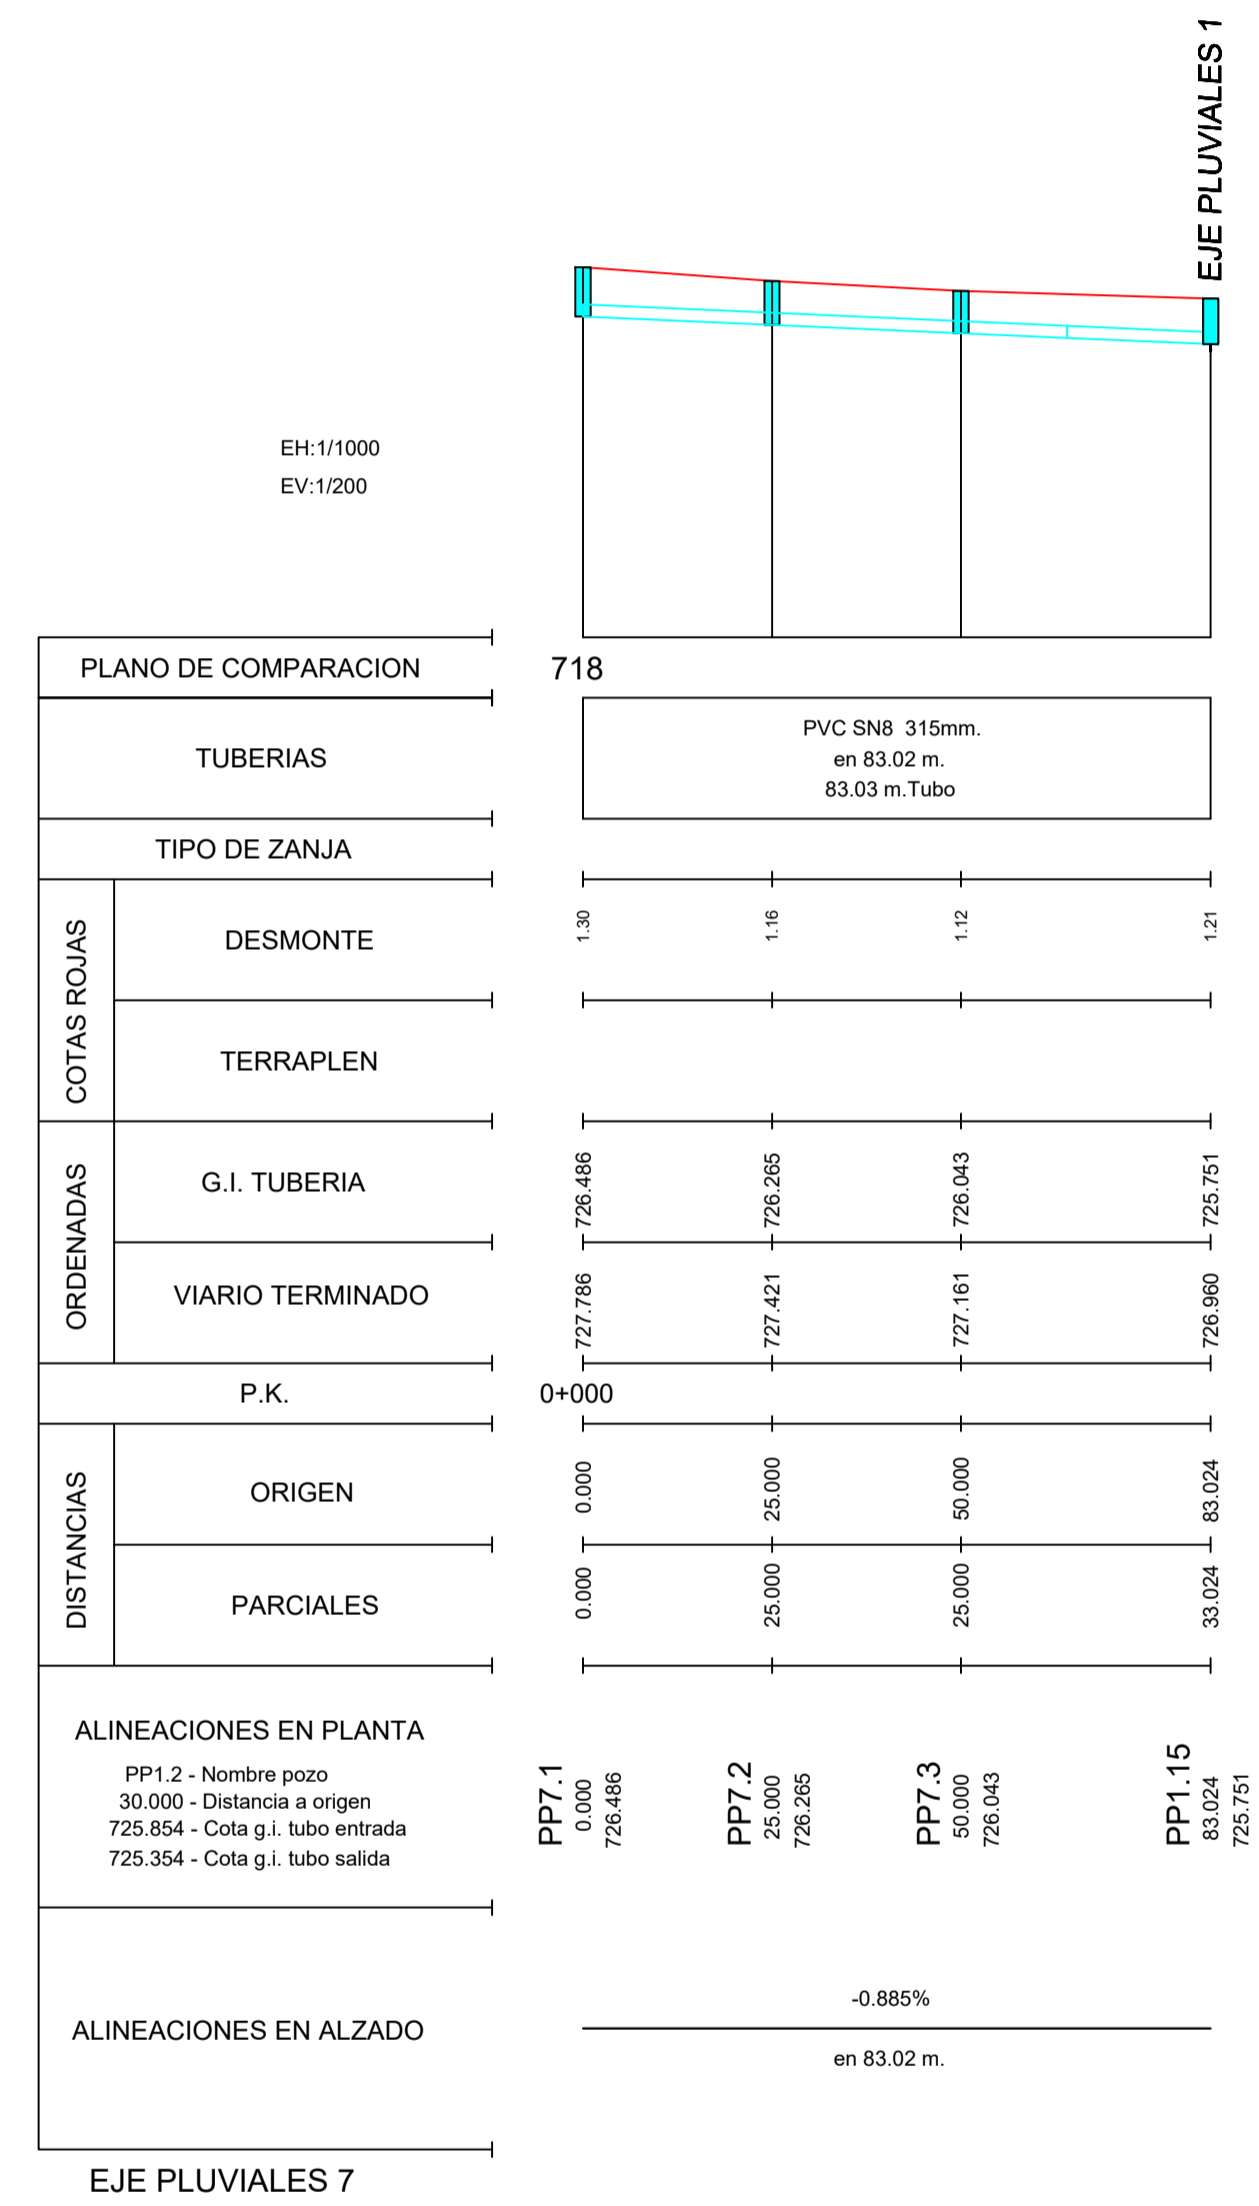 EJE PLUVIALES 1
EH:1/1000
EV:1/200
PLANO DE COMPARACION
718
TUBERIAS
PVC SN8 315mm.
en 83.02 m.
83.03 m.Tubo
TIPO DE ZANJA
COTAS ROJAS
DESMONTE
1.30
1.16
1.12
1.21
TERRAPLEN
ORDENADAS
G.I. TUBERIA
726.486
726.265
726.043
725.751
VIARIO TERMINADO
727.786
727.421
727.161
726.960
P.K.
0+000
DISTANCIAS
ORIGEN
0.000
25.000
50.000
83.024
PARCIALES
0.000
25.000
25.000
33.024
ALINEACIONES EN PLANTA
PP1.2 - Nombre pozo
30.000 - Distancia a origen
725.854 - Cota g.i. tubo entrada
725.354 - Cota g.i. tubo salida
PP7.1
0.000
726.486
PP7.2
25.000
726.265
PP7.3
50.000
726.043
PP1.15
83.024
725.751
ALINEACIONES EN ALZADO
-0.885%
en 83.02 m.
EJE PLUVIALES 7